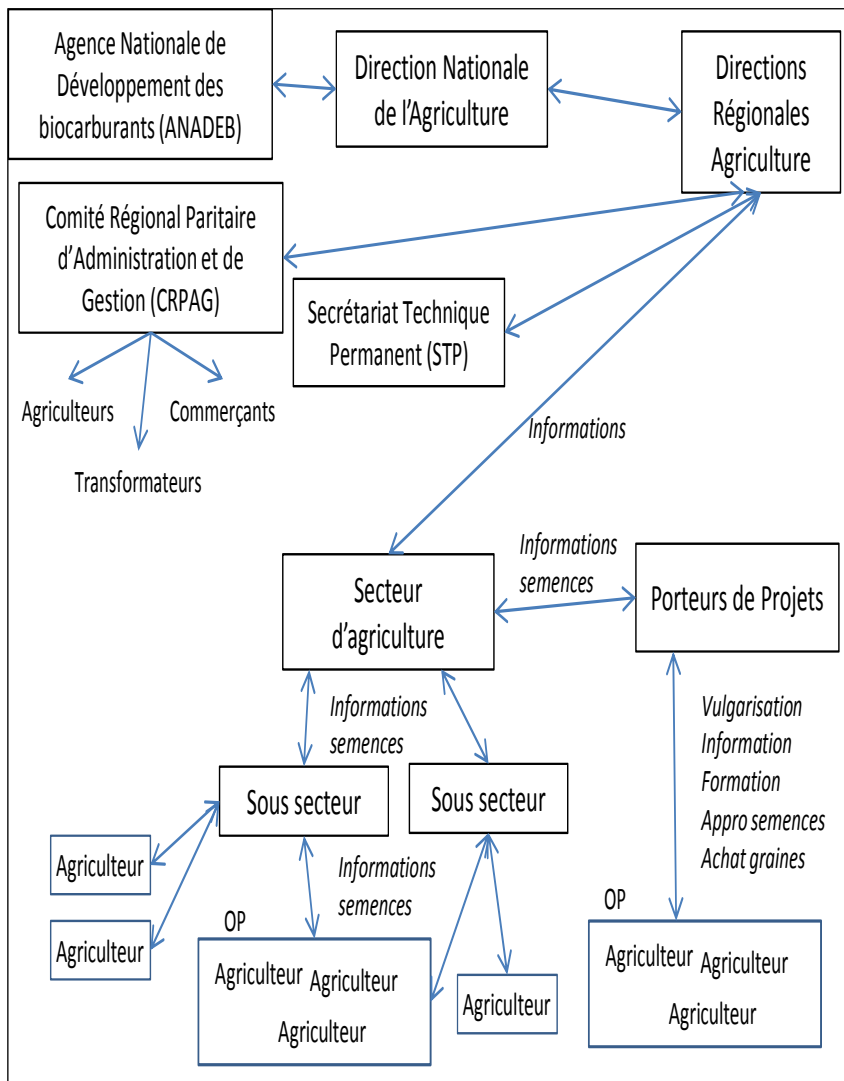 Agence Nationale de
Développement des
biocarburants (ANADEB)
Direction Nationale
de l'Agriculture
Directions
Régionales
Agriculture
Comité Régional Paritaire
d'Administration et de
Gestion (CRPAG)
Secrétariat Technique
Permanent (STP)
Agriculteurs
Commerçants
Transformateurs
Informations
Secteur
d'agriculture
Informations
semences
Porteurs de Projets
Informations
semences
Vulgarisation
Information
Formation
Appro semences
Achat graines
Sous secteur
Sous secteur
Agriculteur
Agriculteur
Informations
semences
OP
Agriculteur Agriculteur
Agriculteur
Agriculteur
OP
Agriculteur Agriculteur
Agriculteur